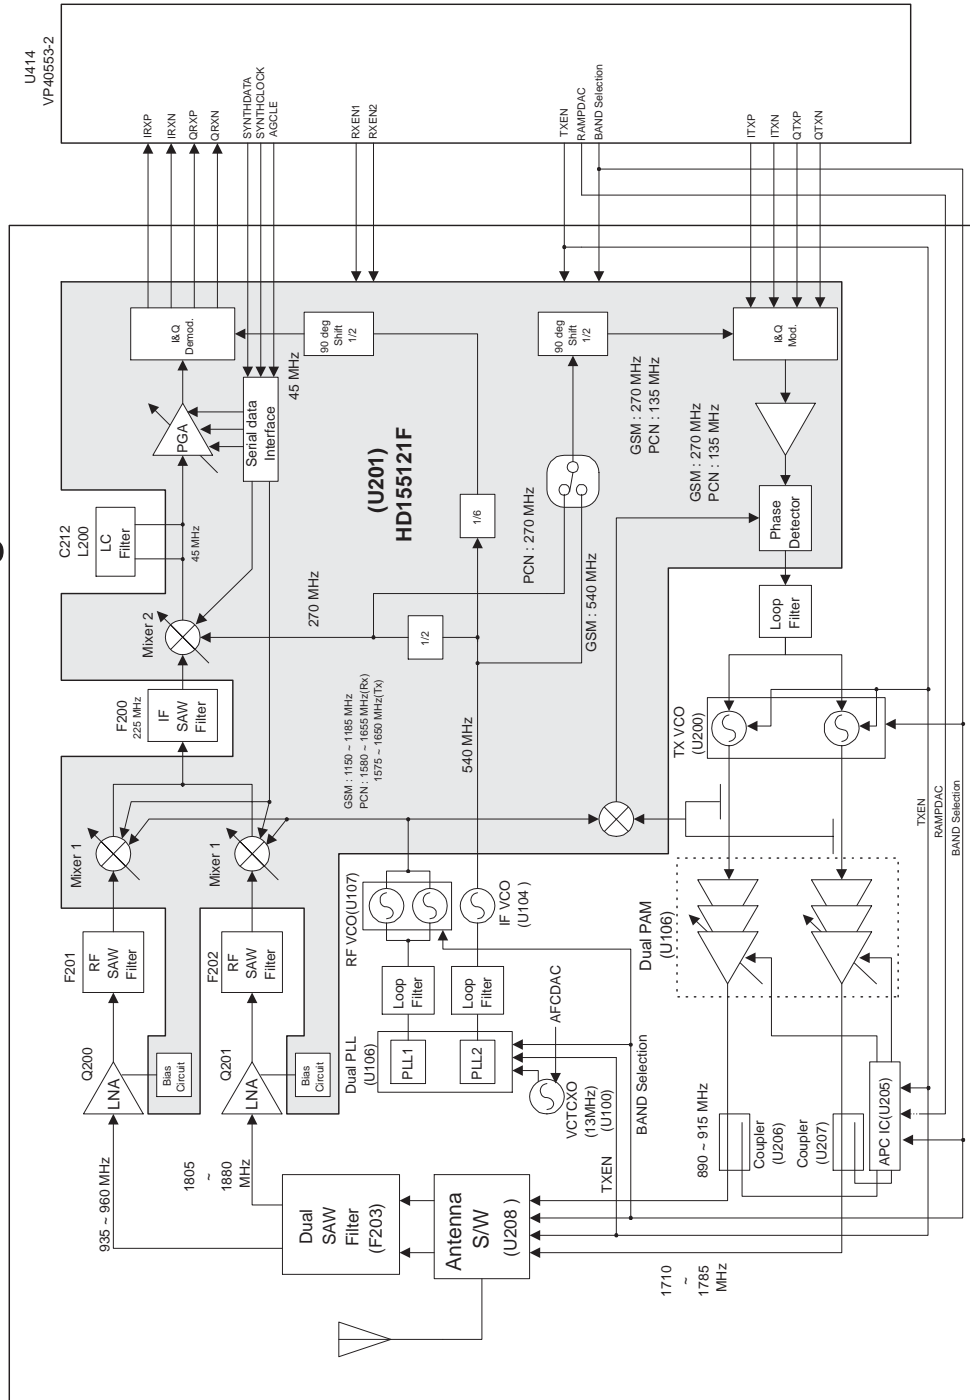 U414
VP40553-2
IRXP
IRXN
QRXP
QRXN
SYNTHDATA
SYNTHCLOCK
AGCLE
RXEN1
RXEN2
TXEN
RAMPDAC
BAND Selection
ITXP
ITXN
QTXP
QTXN
I&Q
Demod.
90 deg
Shift
1/2
90 deg
Shift
1/2
I&Q
Mod.
45 MHz
PGA
Serial data
Interface
(U201)
HD155121F
GSM : 270 MHz
PCN : 135 MHz
GSM : 270 MHz
PCN : 135 MHz
C212
L200
LC
Filter
45 MHz
1/6
PCN : 270 MHz
Phase
Detector
Mixer 2
270 MHz
1/2
GSM : 540 MHz
Loop
Filter
F200
225 MHz
IF
SAW
Filter
GSM : 1150 ~ 1185 MHz
PCN : 1580 ~ 1655 MHz(Rx)
1575 ~ 1650 MHz(Tx)
540 MHz
TX VCO
(U200)
TXEN
RAMPDAC
BAND Selection
Mixer 1
Mixer 1
RF VCO(U107)
IF VCO
(U104 )
Dual PAM
(U106)
F201
RF
SAW
Filter
F202
RF
SAW
Filter
Loop
Filter
Loop
Filter
AFCDAC
Q200
LNA
Bias
Circuit
Q201
LNA
Bias
Circuit
Dual PLL
(U106)
PLL1
PLL2
VCTCXO
(13MHz)
(U100)
BAND Selection
890 ~ 915 MHz
Coupler
(U206)
Coupler
(U207)
APC IC(U205)
935 ~ 960 MHz
1805
~
1880
MHz
Dual
SAW
Filter
(F203)
Antenna
S/W
(U208 )
TXEN
1710
~
1785
MHz